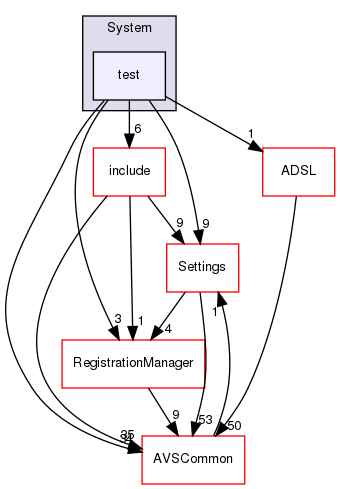 System
test
6
1
include
ADSL
9
9
Settings
1
3
1
4
RegistrationManager
9
53
50
35
AVSCommon